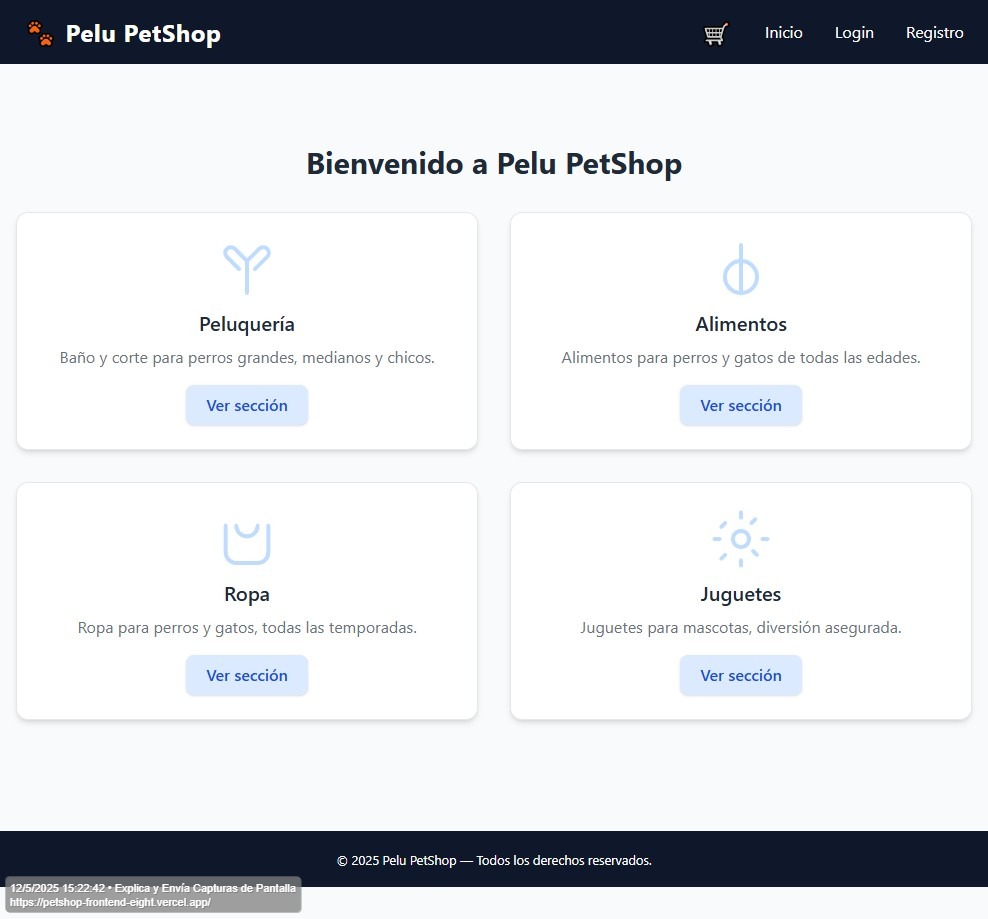 Pelu PetShop
Inicio
Login
Registro
Bienvenido a Pelu PetShop
Peluquería
Baño y corte para perros grandes, medianos y chicos.
Ver sección
Alimentos
Alimentos para perros y gatos de todas las edades.
Ver sección
Ropa
Ropa para perros y gatos, todas las temporadas.
Ver sección
Juguetes
Juguetes para mascotas, diversión asegurada.
Ver sección
© 2025 Pelu PetShop — Todos los derechos reservados.
12/5/2025 15:22:42 • Explica y Envía Capturas de Pantalla
https://petshop-frontend-eight.vercel.app/